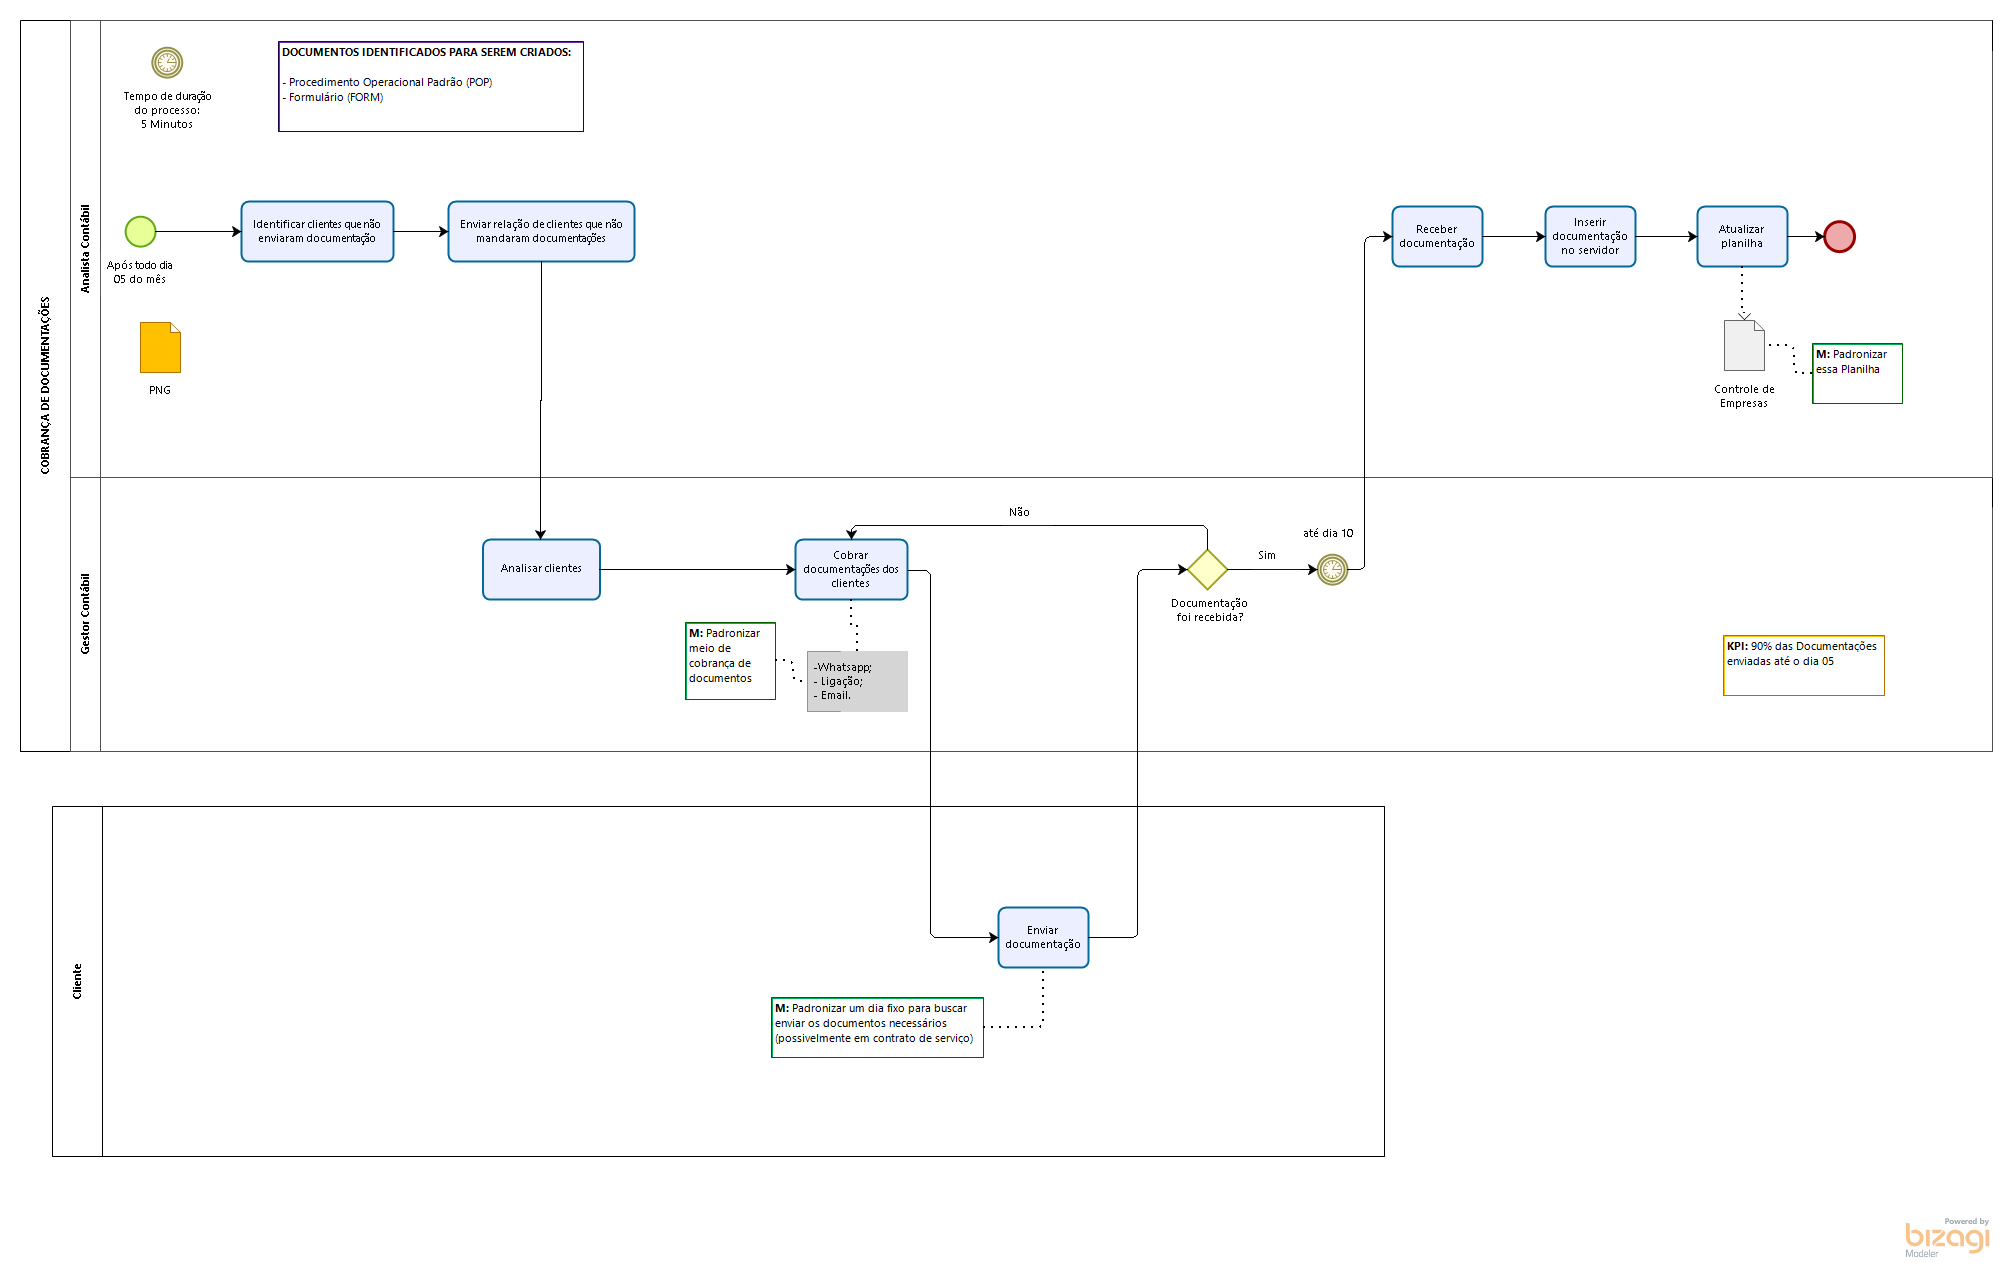 COBRANÇA DE DOCUMENTAÇÕES
Analista Contábil
Tempo de duração
do processo:
5 Minutos
DOCUMENTOS IDENTIFICADOS PARA SEREM CRIADOS:
- Procedimento Operacional Padrão (POP)
- Formulário (FORM)
Após todo dia
05 do mês
Identificar clientes que não
enviaram documentação
Enviar relação de clientes que não
mandaram documentações
Receber
documentação
Inserir
documentação
no servidor
Atualizar
planilha
PNG
Controle de
Empresas
M: Padronizar
essa Planilha
Gestor Contábil
Analisar clientes
Cobrar
documentações dos
clientes
Não
Sim
até dia 10
Documentação
foi recebida?
M: Padronizar
meio de
cobrança de
documentos
-Whatsapp;
- Ligação;
- Email.
KPI: 90% das Documentações
enviadas até o dia 05
Cliente
Enviar
documentação
M: Padronizar um dia fixo para buscar
enviar os documentos necessários
(possivelmente em contrato de serviço)
Powered by
bizagi
Modeler